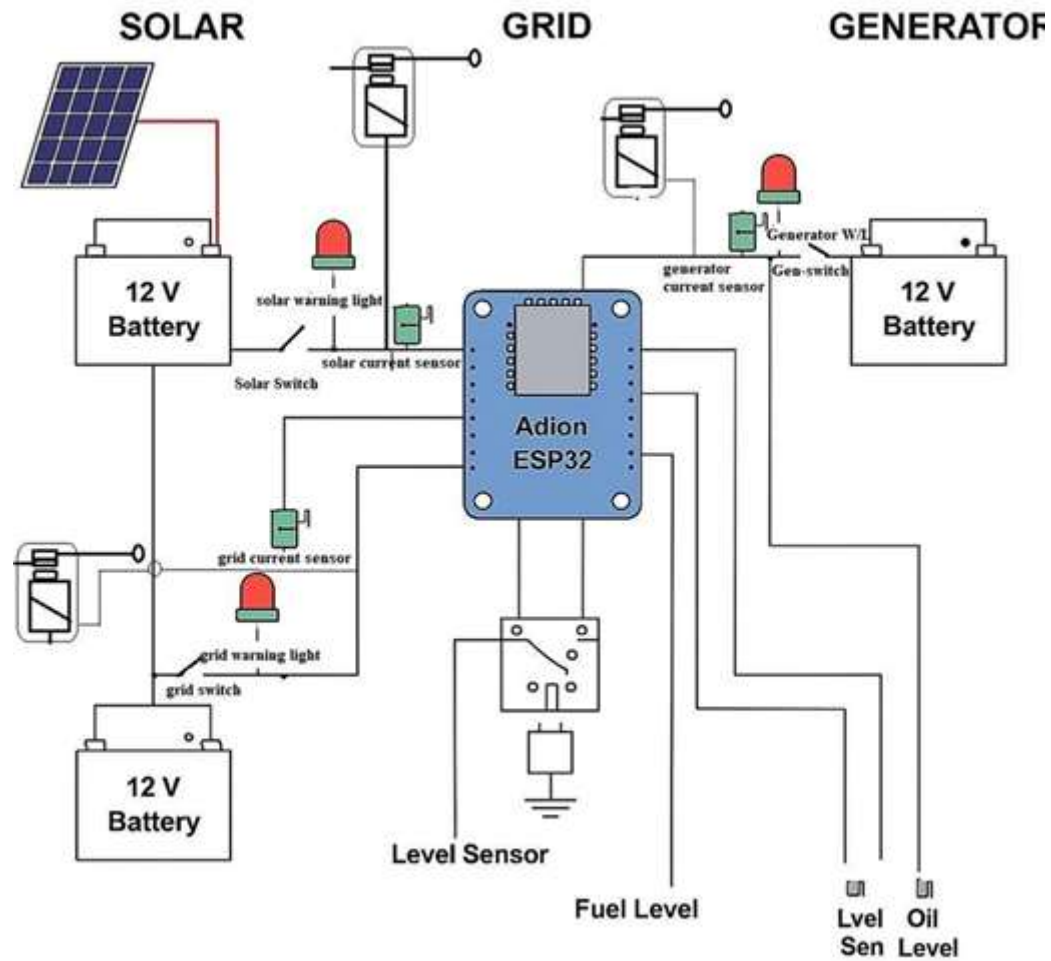 SOLAR
GRID
GENERATOR
12 V
Battery
solar warning light
Solar Switch
solar current sensor
Generator W/L
Gen-switch
generator
current sensor
12 V
Battery
Adion
ESP32
grid current sensor
grid warning light
grid switch
12 V
Battery
Level Sensor
Fuel Level
Lvel
Sen
Oil
Level